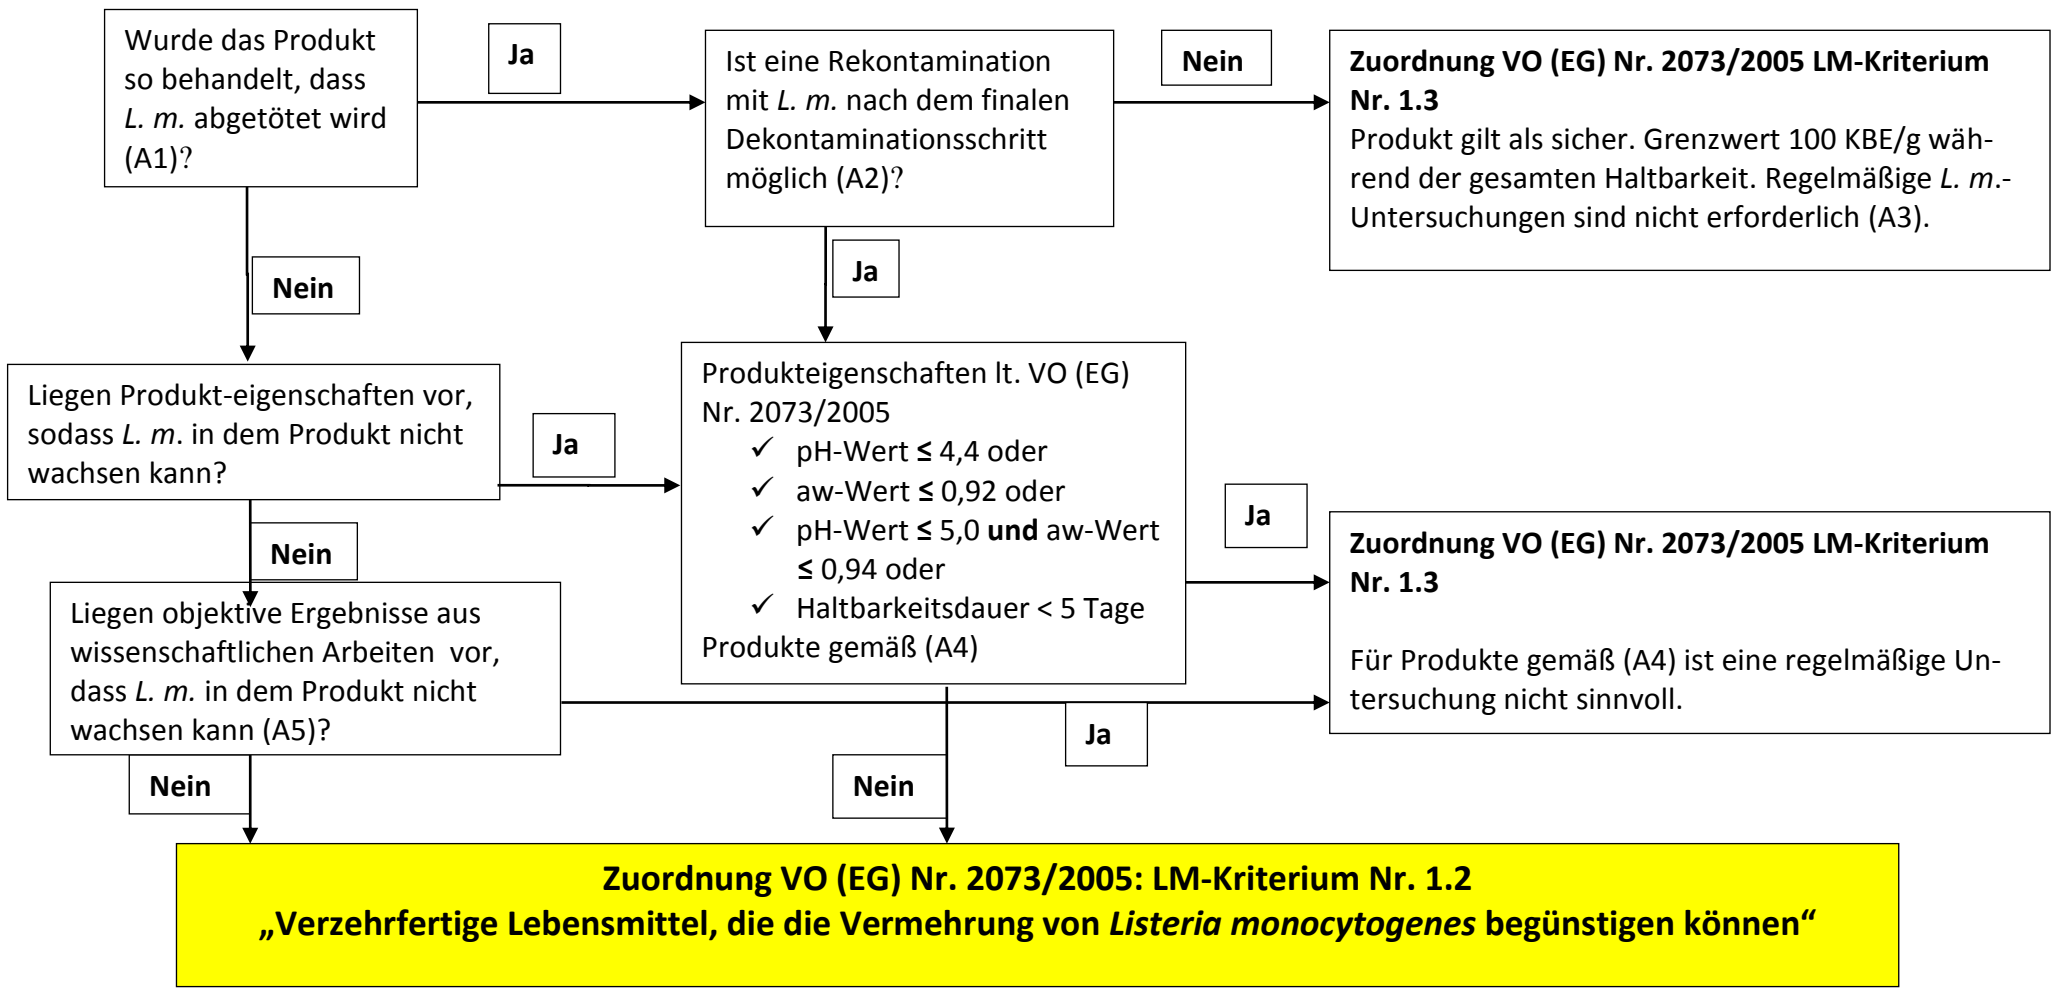 Wurde das Produkt
so behandelt, dass
L. m. abgetötet wird
(A1)?
Ja
Ist eine Rekontamination
mit L. m. nach dem finalen
Dekontaminationsschritt
möglich (A2)?
Nein
Zuordnung VO (EG) Nr. 2073/2005 LM-Kriterium
Nr. 1.3
Produkt gilt als sicher. Grenzwert 100 KBE/g wäh-
rend der gesamten Haltbarkeit. Regelmäßige L. m.-
Untersuchungen sind nicht erforderlich (A3).
Nein
Ja
Liegen Produkt-eigenschaften vor,
sodass L. m. in dem Produkt nicht
wachsen kann?
Ja
Produkteigenschaften lt. VO (EG)
Nr. 2073/2005
✓ pH-Wert ≤ 4,4 oder
✓ aw-Wert ≤ 0,92 oder
✓ pH-Wert ≤ 5,0 und aw-Wert
≤ 0,94 oder
✓ Haltbarkeitsdauer < 5 Tage
Produkte gemäß (A4)
Ja
Zuordnung VO (EG) Nr. 2073/2005 LM-Kriterium
Nr. 1.3
Für Produkte gemäß (A4) ist eine regelmäßige Un-
tersuchung nicht sinnvoll.
Nein
Liegen objektive Ergebnisse aus
wissenschaftlichen Arbeiten vor,
dass L. m. in dem Produkt nicht
wachsen kann (A5)?
Ja
Nein
Nein
Zuordnung VO (EG) Nr. 2073/2005: LM-Kriterium Nr. 1.2
„Verzehrfertige Lebensmittel, die die Vermehrung von Listeria monocytogenes begünstigen können“